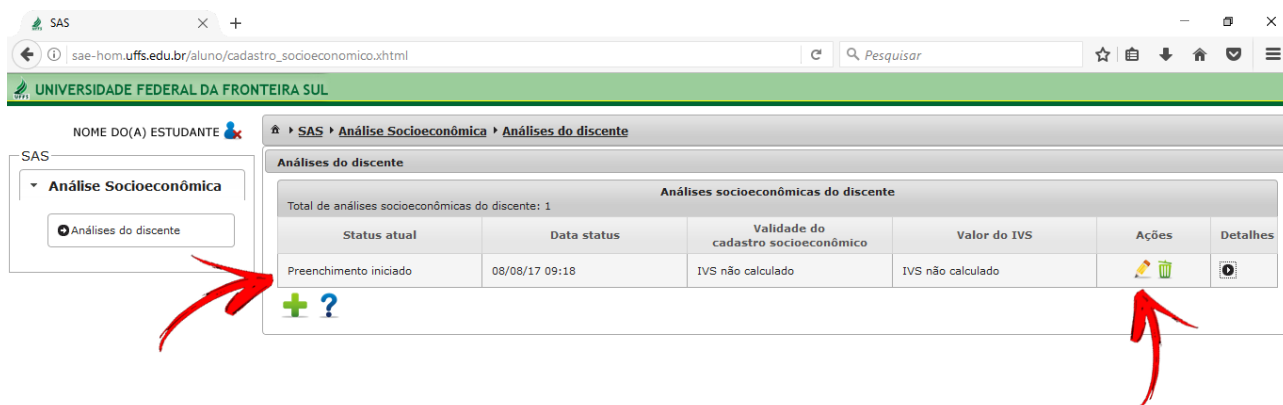 SAS
sae-hom.uffs.edu.br/aluno/cadastro_socioeconomico.xhtml
Pesquisar
UFFS UNIVERSIDADE FEDERAL DA FRONTEIRA SUL
NOME DO(A) ESTUDANTE
SAS
Análise Socioeconômica
Análises do discente
SAS Análise Socioeconômica Análises do discente
Análises do discente
Análises socioeconômicas do discente
Total de análises socioeconômicas do discente: 1
Status atual Data status Validade do cadastro socioeconômico Valor do IVS Ações Detalhes
Preenchimento iniciado 08/08/17 09:18 IVS não calculado IVS não calculado